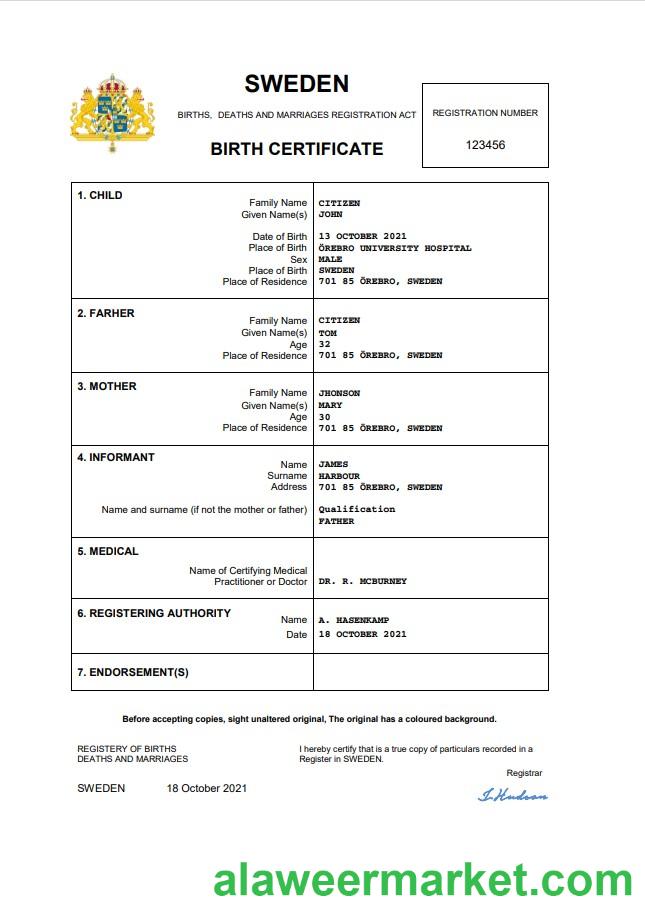 SWEDEN
BIRTHS, DEATHS AND MARRIAGES REGISTRATION ACT
BIRTH CERTIFICATE
REGISTRATION NUMBER
123456
1. CHILD
Family Name CITIZEN
Given Name(s) JOHN
Date of Birth 13 OCTOBER 2021
Place of Birth ÖREBRO UNIVERSITY HOSPITAL
Sex MALE
Place of Birth SWEDEN
Place of Residence 701 85 ÖREBRO, SWEDEN
2. FARHER
Family Name CITIZEN
Given Name(s) TOM
Age 32
Place of Residence 701 85 ÖREBRO, SWEDEN
3. MOTHER
Family Name JHONSON
Given Name(s) MARY
Age 30
Place of Residence 701 85 ÖREBRO, SWEDEN
4. INFORMANT
Name JAMES
Surname HARBOUR
Address 701 85 ÖREBRO, SWEDEN
Name and surname (if not the mother or father) Qualification
FATHER
5. MEDICAL
Name of Certifying Medical
Practitioner or Doctor DR. R. MCBURNEY
6. REGISTERING AUTHORITY
Name A. HASENKAMP
Date 18 OCTOBER 2021
7. ENDORSEMENT(S)
Before accepting copies, sight unaltered original, The original has a coloured background.
REGISTERY OF BIRTHS
DEATHS AND MARRIAGES
I hereby certify that is a true copy of particulars recorded in a
Register in SWEDEN.
Registrar
SWEDEN 18 October 2021
J. Hudson
alaweermarket.com